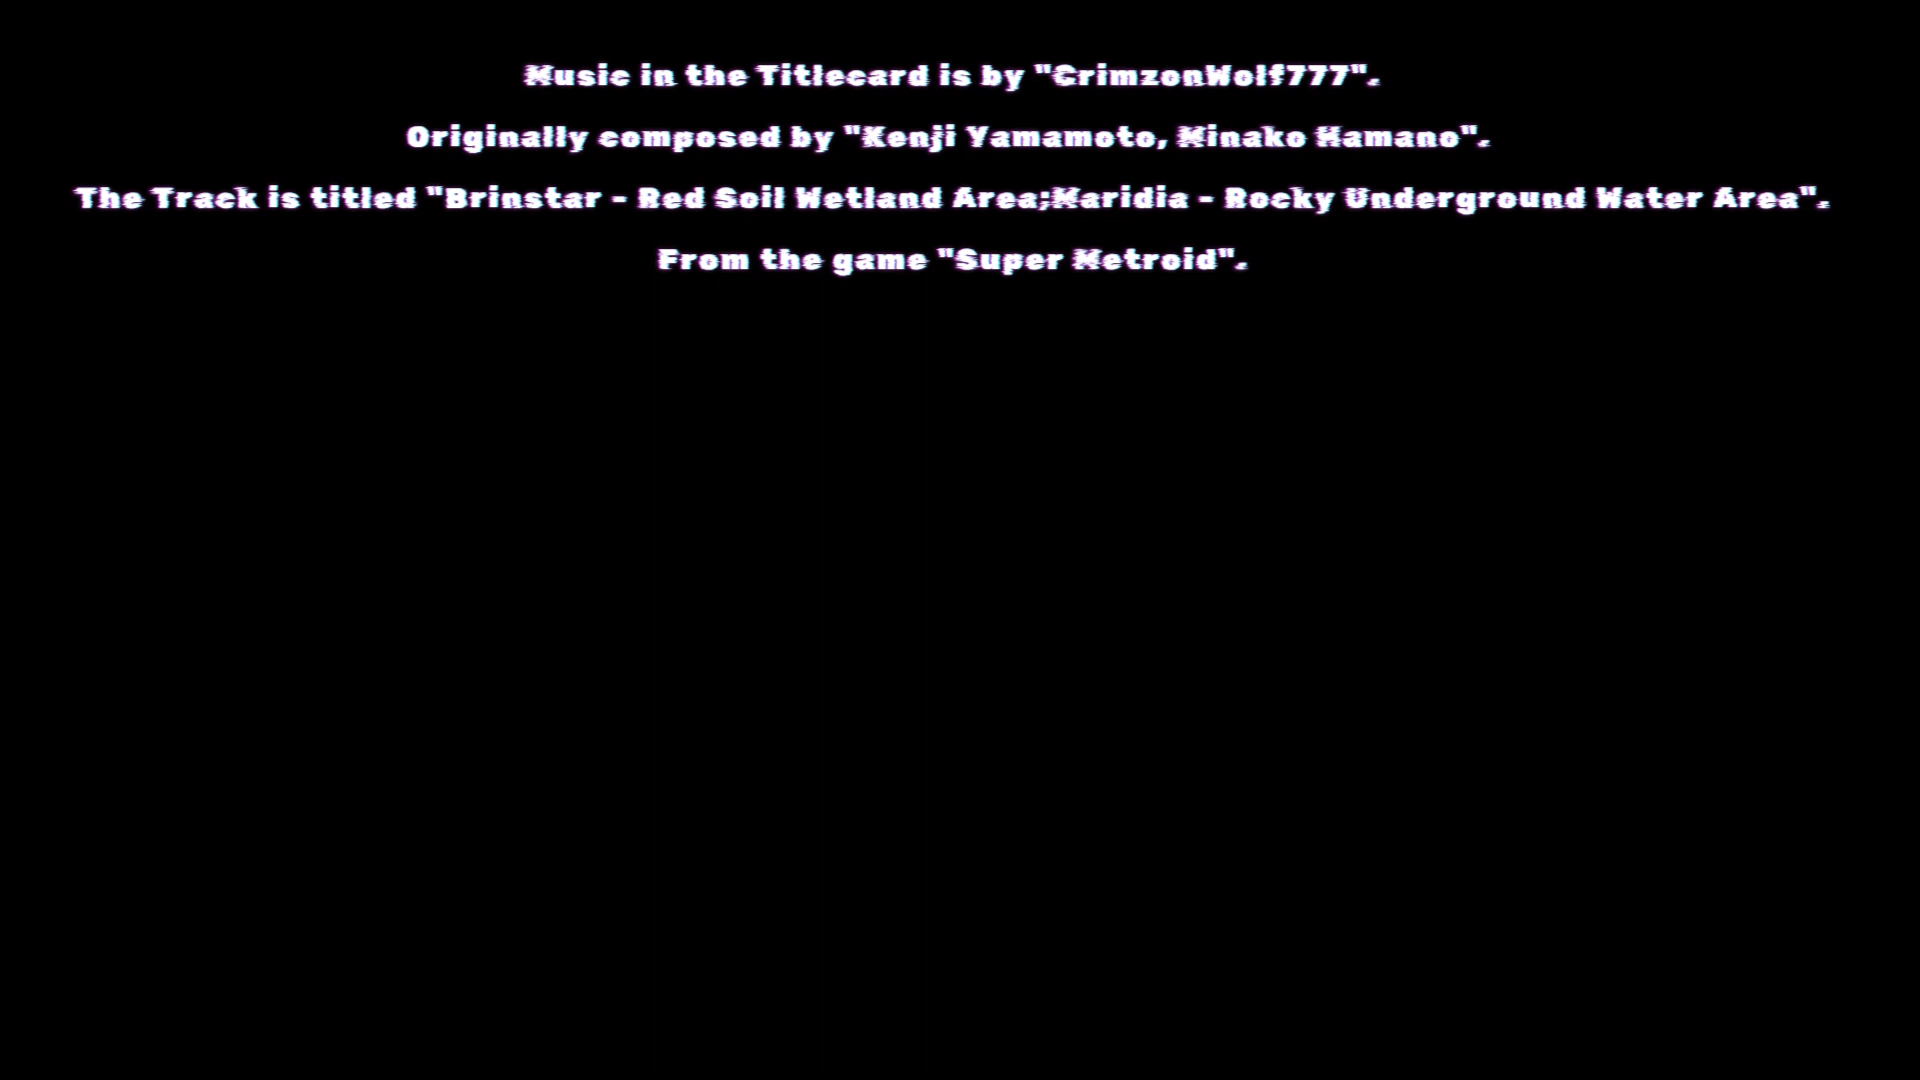 Music in the Titlecard is by "CrimzonWolf777".
Originally composed by "Kenji Yamamoto, Minako Hamano".
The Track is titled "Brinstar - Red Soil Wetland Area;Maridia - Rocky Underground Water Area".
From the game "Super Metroid".